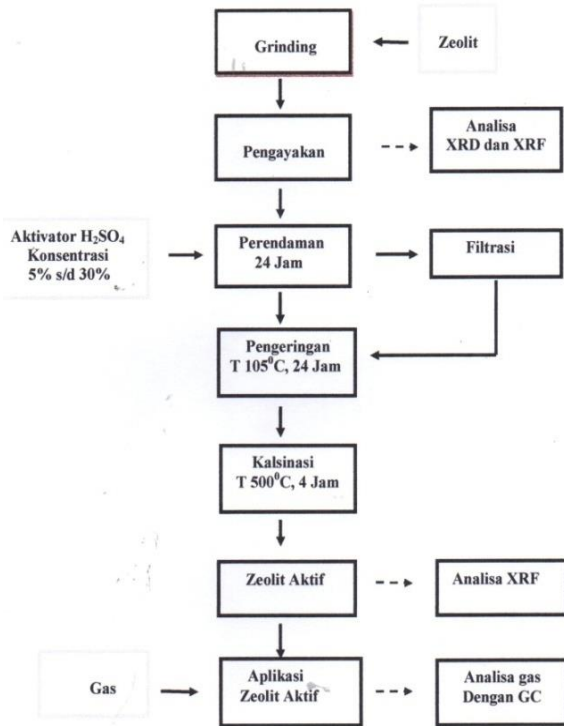 Grinding
Zeolit
Pengayakan
Analisa
XRD dan XRF
Aktivator H₂SO₄
Konsentrasi
5% s/d 30%
Perendaman
24 Jam
Filtrasi
Pengeringan
T 105⁰C, 24 Jam
Kalsinasi
T 500⁰C, 4 Jam
Zeolit Aktif
Analisa XRF
Gas
Aplikasi
Zeolit Aktif
Analisa gas
Dengan GC